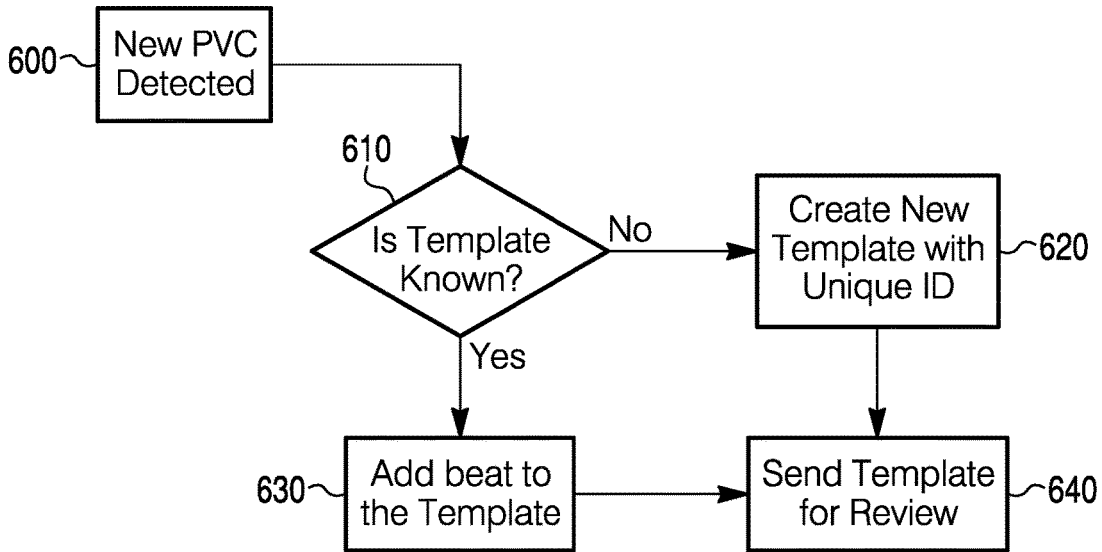 600
New PVC
Detected
610
Is Template
Known?
No
Create New
Template with
Unique ID
620
Yes
630
Add beat to
the Template
Send Template
for Review
640